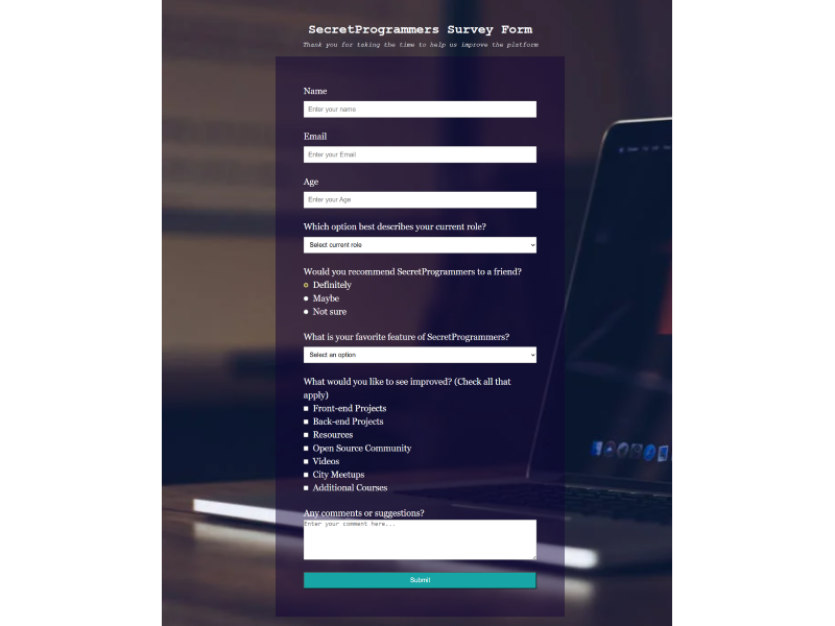 SecretProgrammers Survey Form
Thank you for taking the time to help us improve the platform
Name
Enter your name
Email
Enter your Email
Age
Enter your Age
Which option best describes your current role?
Select current role
Would you recommend SecretProgrammers to a friend?
Definitely
Maybe
Not sure
What is your favorite feature of SecretProgrammers?
Select an option
What would you like to see improved? (Check all that
apply)
Front-end Projects
Back-end Projects
Resources
Open Source Community
Videos
City Meetups
Additional Courses
Any comments or suggestions?
Enter your comment here...
Submit